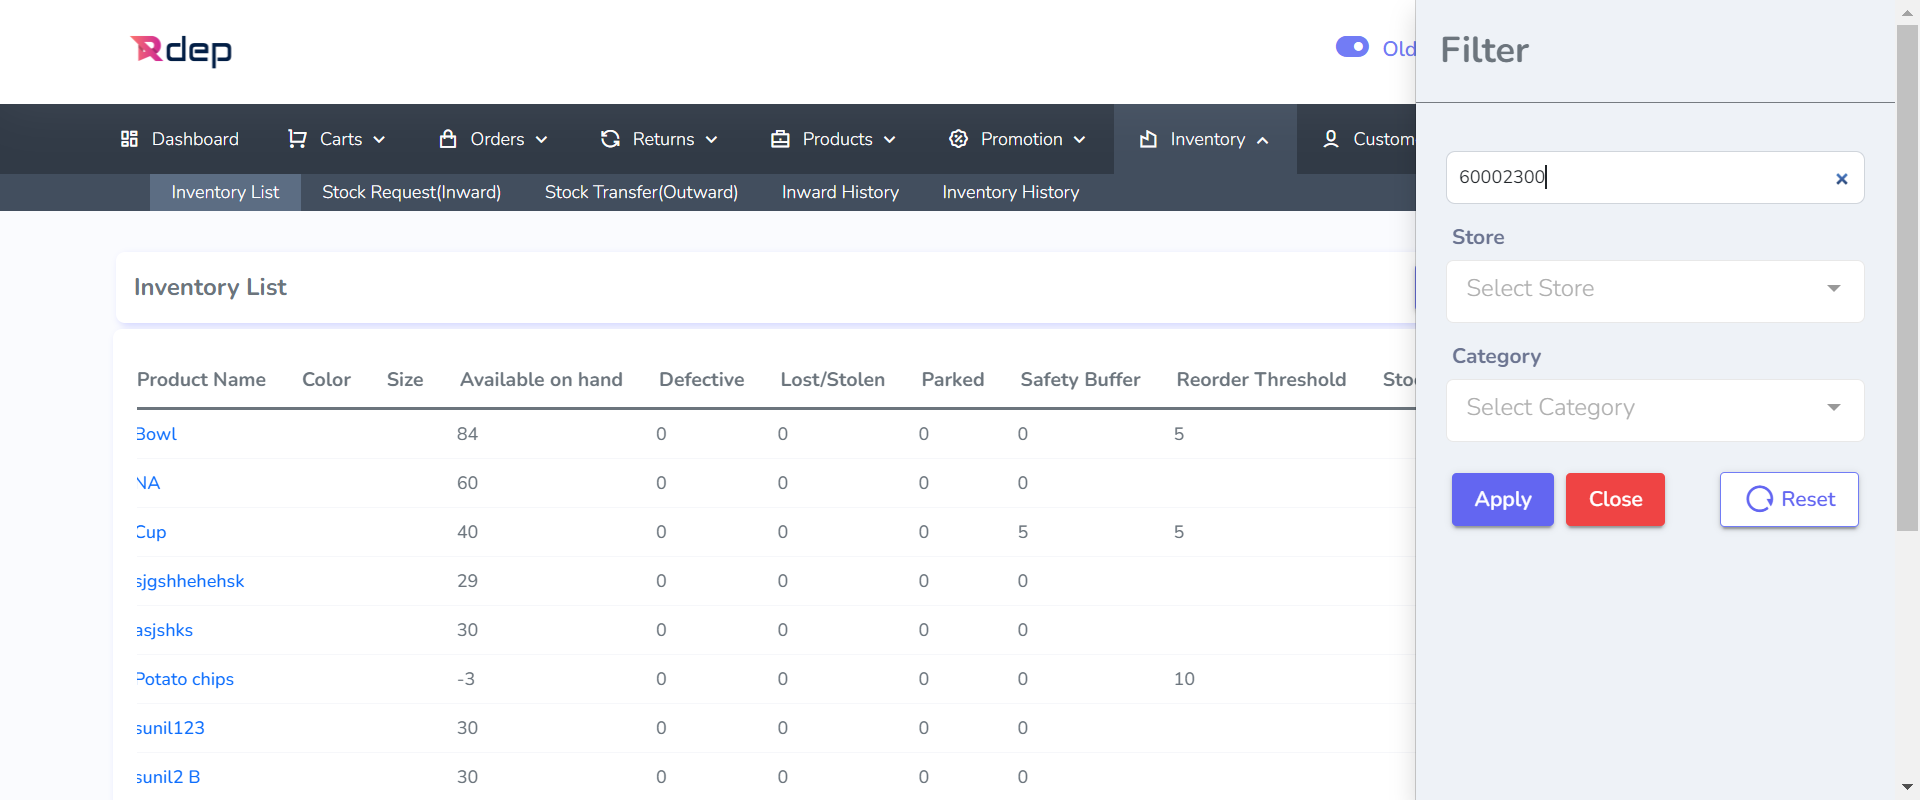 Rdep
Old
Dashboard Carts Orders Returns Products Promotion Inventory Custom
Inventory List Stock Request(Inward) Stock Transfer(Outward) Inward History Inventory History
Inventory List
Product Name Color Size Available on hand Defective Lost/Stolen Parked Safety Buffer Reorder Threshold Sto
Bowl 84 0 0 0 0 5
NA 60 0 0 0 0
Cup 40 0 0 0 5 5
sjgshhehehsk 29 0 0 0 0
asjshks 30 0 0 0 0
Potato chips -3 0 0 0 0 10
sunil123 30 0 0 0 0
sunil2 B 30 0 0 0 0
Filter
60002300
Store
Select Store
Category
Select Category
Apply Close Reset